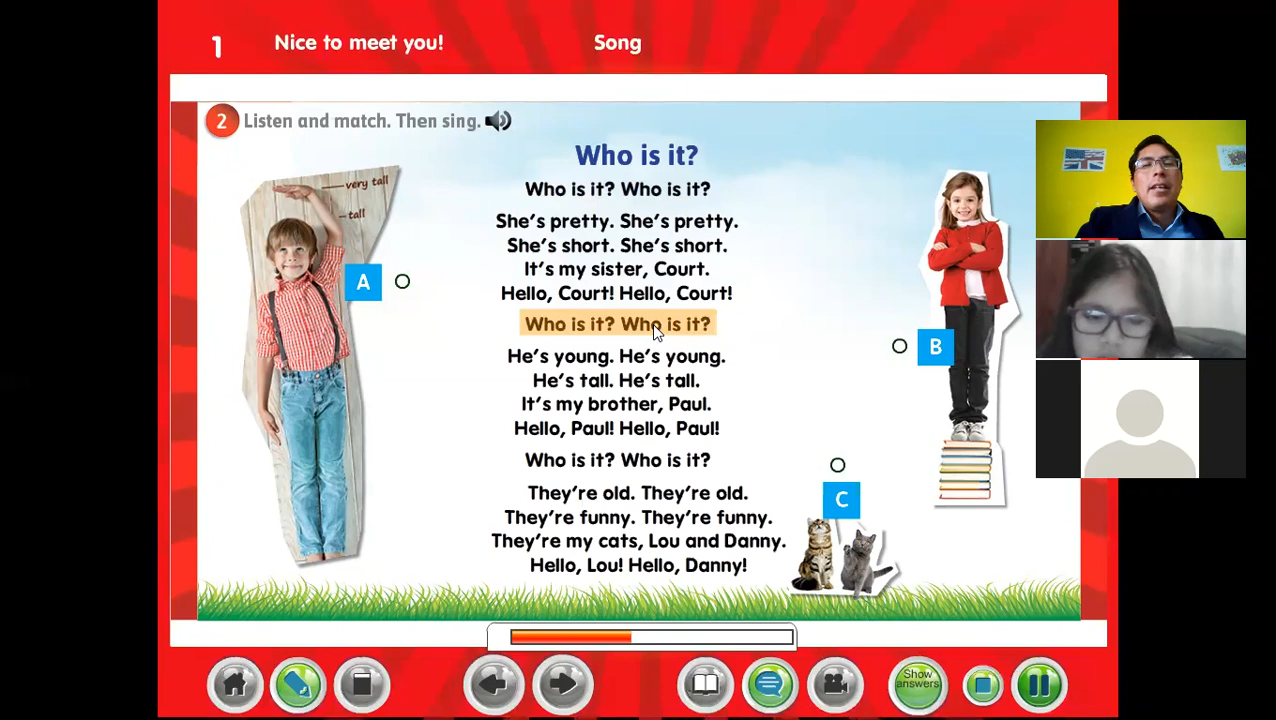 1 Nice to meet you! Song
2 Listen and match. Then sing.
Who is it?
Who is it? Who is it?
She's pretty. She's pretty.
She's short. She's short.
It's my sister, Court.
Hello, Court! Hello, Court!
Who is it? Who is it?
He's young. He's young.
He's tall. He's tall.
It's my brother, Paul.
Hello, Paul! Hello, Paul!
Who is it? Who is it?
They're old. They're old.
They're funny. They're funny.
They're my cats, Lou and Danny.
Hello, Lou! Hello, Danny!
very tall
tall
A
B
C
Show
answers